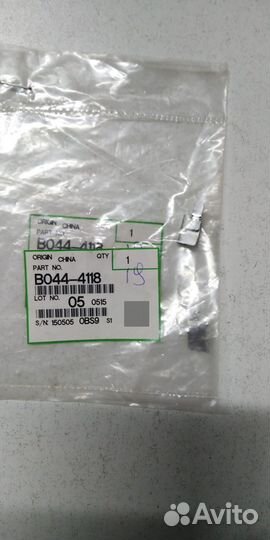 ORIGIN CHINA 1
PART NO.
B044-4118
ORIGIN CHINA QTY 1
PART NO.
B044-4118
LOT NO. 05 0515
S/N: 150505 0BS9 S1
Avito